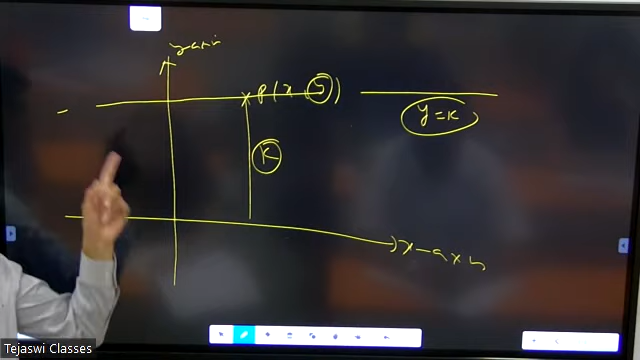 y-axis
P(x, y)
y=k
K
x-axis
Tejaswi Classes